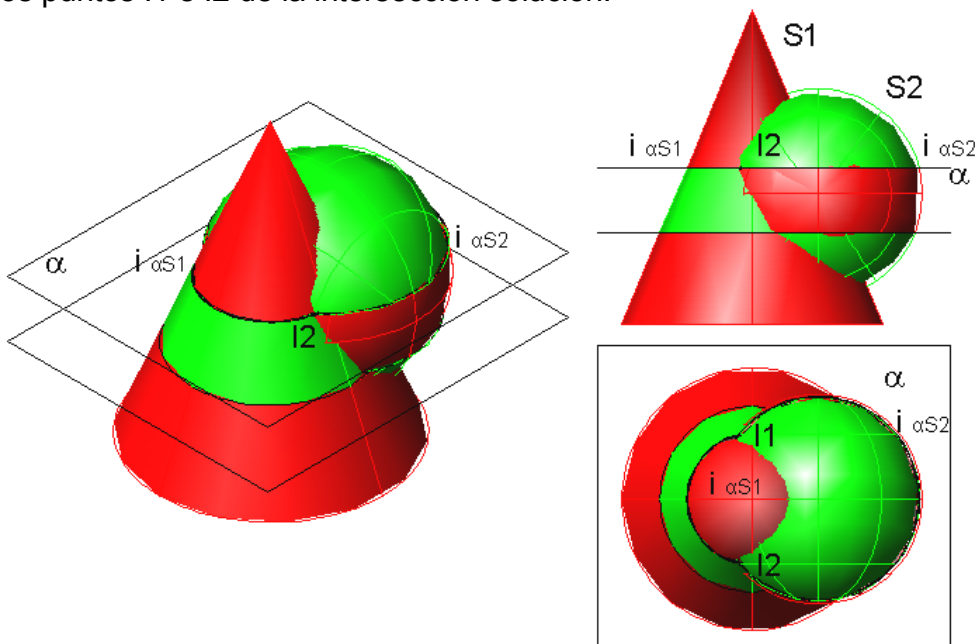 los puntos I1 e I2 de la intersección solución.
S1
S2
I2
i αS1
i αS2
α
α
i αS1
i αS2
I2
α
I1
i αS2
i αS1
I2